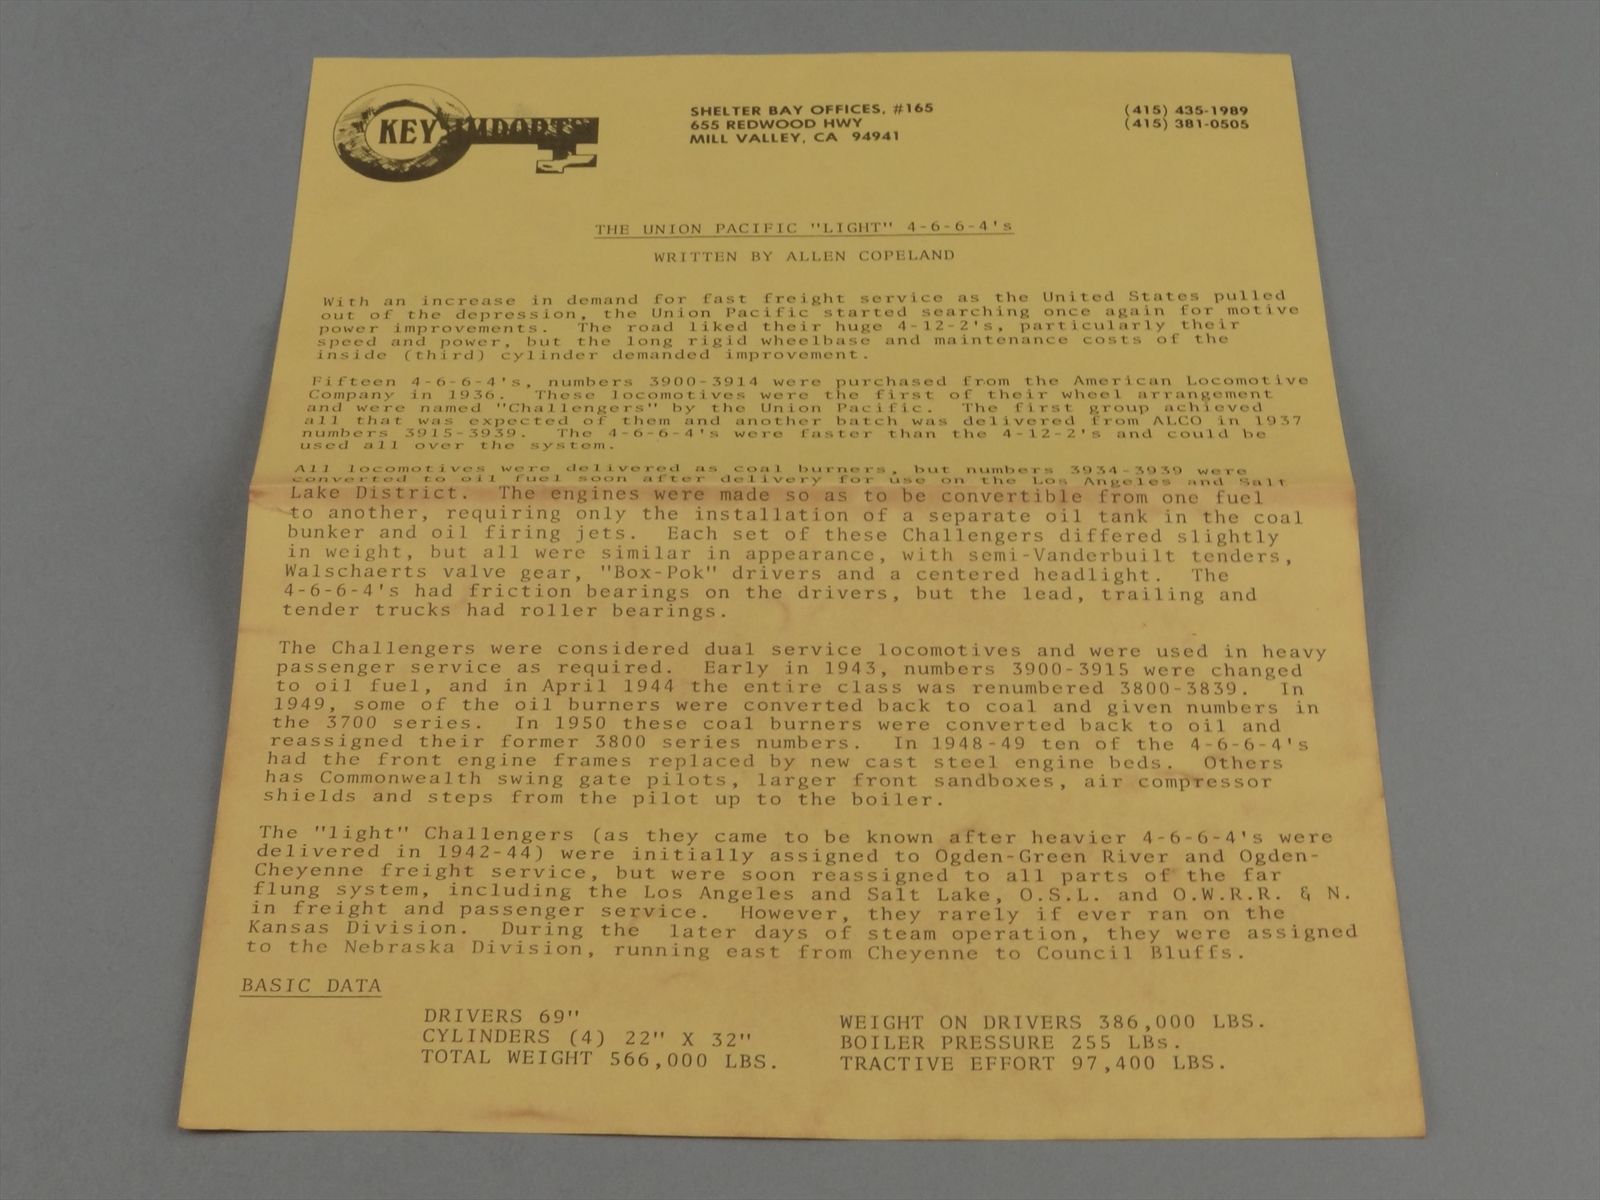 KEY IMPORTS
SHELTER BAY OFFICES, #165
655 REDWOOD HWY
MILL VALLEY, CA 94941
(415) 435-1989
(415) 381-0505
THE UNION PACIFIC "LIGHT" 4-6-6-4's
WRITTEN BY ALLEN COPELAND
With an increase in demand for fast freight service as the United States pulled
out of the depression, the Union Pacific started searching once again for motive
power improvements. The road liked their huge 4-12-2's, particularly their
speed and power, but the long rigid wheelbase and maintenance costs of the
inside (third) cylinder demanded improvement.
Fifteen 4-6-6-4's, numbers 3900-3914 were purchased from the American Locomotive
Company in 1936. These locomotives were the first of their wheel arrangement
and were named "Challengers" by the Union Pacific. The first group achieved
all that was expected of them and another batch was delivered from ALCO in 1937
numbers 3915-3939. The 4-6-6-4's were faster than the 4-12-2's and could be
used all over the system.
All locomotives were delivered as coal burners, but numbers 3934-3939 were
converted to oil fuel soon after delivery for use on the Los Angeles and Salt
Lake District. The engines were made so as to be convertible from one fuel
to another, requiring only the installation of a separate oil tank in the coal
bunker and oil firing jets. Each set of these Challengers differed slightly
in weight, but all were similar in appearance, with semi-Vanderbuilt tenders,
Walschaerts valve gear, "Box-Pok" drivers and a centered headlight. The
4-6-6-4's had friction bearings on the drivers, but the lead, trailing and
tender trucks had roller bearings.
The Challengers were considered dual service locomotives and were used in heavy
passenger service as required. Early in 1943, numbers 3900-3915 were changed
to oil fuel, and in April 1944 the entire class was renumbered 3800-3839. In
1949, some of the oil burners were converted back to coal and given numbers in
the 3700 series. In 1950 these coal burners were converted back to oil and
reassigned their former 3800 series numbers. In 1948-49 ten of the 4-6-6-4's
had the front engine frames replaced by new cast steel engine beds. Others
has Commonwealth swing gate pilots, larger front sandboxes, air compressor
shields and steps from the pilot up to the boiler.
The "light" Challengers (as they came to be known after heavier 4-6-6-4's were
delivered in 1942-44) were initially assigned to Ogden-Green River and Ogden-
Cheyenne freight service, but were soon reassigned to all parts of the far
flung system, including the Los Angeles and Salt Lake, O.S.L. and O.W.R.R. & N.
in freight and passenger service. However, they rarely if ever ran on the
Kansas Division. During the later days of steam operation, they were assigned
to the Nebraska Division, running east from Cheyenne to Council Bluffs.
BASIC DATA
DRIVERS 69"
CYLINDERS (4) 22" X 32"
TOTAL WEIGHT 566,000 LBS.
WEIGHT ON DRIVERS 386,000 LBS.
BOILER PRESSURE 255 LBs.
TRACTIVE EFFORT 97,400 LBS.